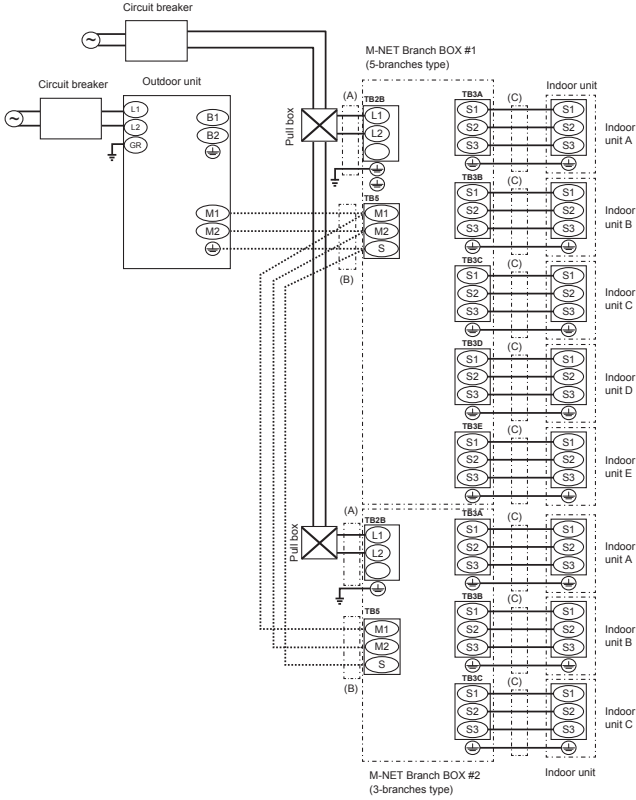 Circuit breaker
~
M-NET Branch BOX #1
(5-branches type)
Circuit breaker
Outdoor unit
Indoor unit
~
L1
L2
GR
B1
B2
M1
M2
Pull box
(A)
TB2B
L1
L2
TB5
M1
M2
S
(B)
TB3A
(C)
S1 S1
S2 S2
S3 S3
Indoor
unit A
TB3B
(C)
S1 S1
S2 S2
S3 S3
Indoor
unit B
TB3C
(C)
S1 S1
S2 S2
S3 S3
Indoor
unit C
TB3D
(C)
S1 S1
S2 S2
S3 S3
Indoor
unit D
TB3E
(C)
S1 S1
S2 S2
S3 S3
Indoor
unit E
Pull box
(A)
TB2B
L1
L2
TB5
M1
M2
S
(B)
TB3A
(C)
S1 S1
S2 S2
S3 S3
Indoor
unit A
TB3B
(C)
S1 S1
S2 S2
S3 S3
Indoor
unit B
TB3C
(C)
S1 S1
S2 S2
S3 S3
Indoor
unit C
M-NET Branch BOX #2
(3-branches type)
Indoor unit